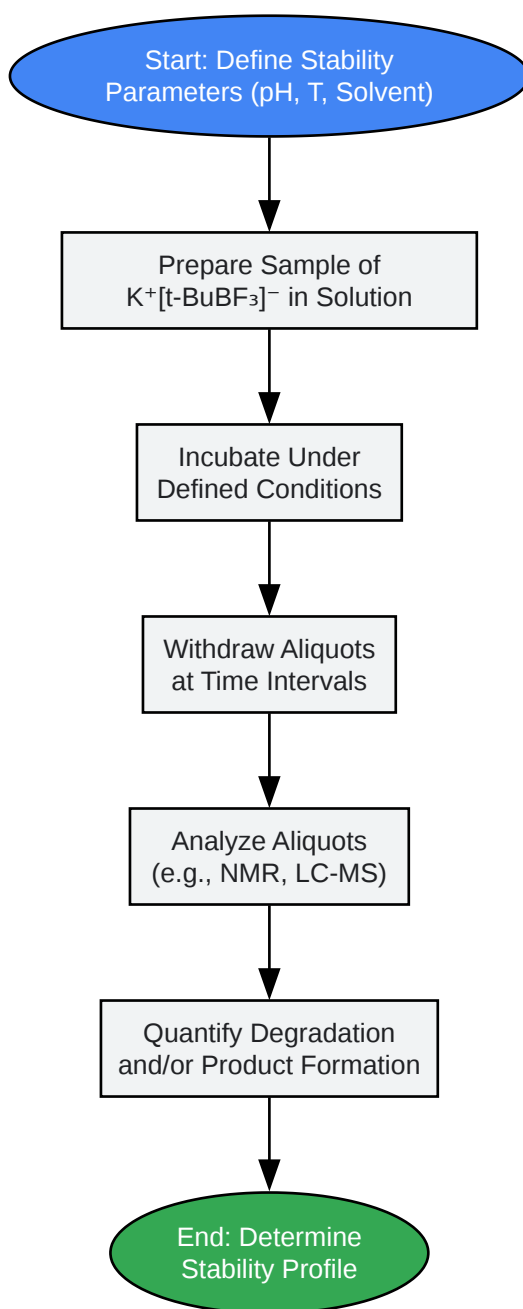 Start: Define Stability
Parameters (pH, T, Solvent)
Prepare Sample of
K⁺[t-BuBF₃]⁻ in Solution
Incubate Under
Defined Conditions
Withdraw Aliquots
at Time Intervals
Analyze Aliquots
(e.g., NMR, LC-MS)
Quantify Degradation
and/or Product Formation
End: Determine
Stability Profile